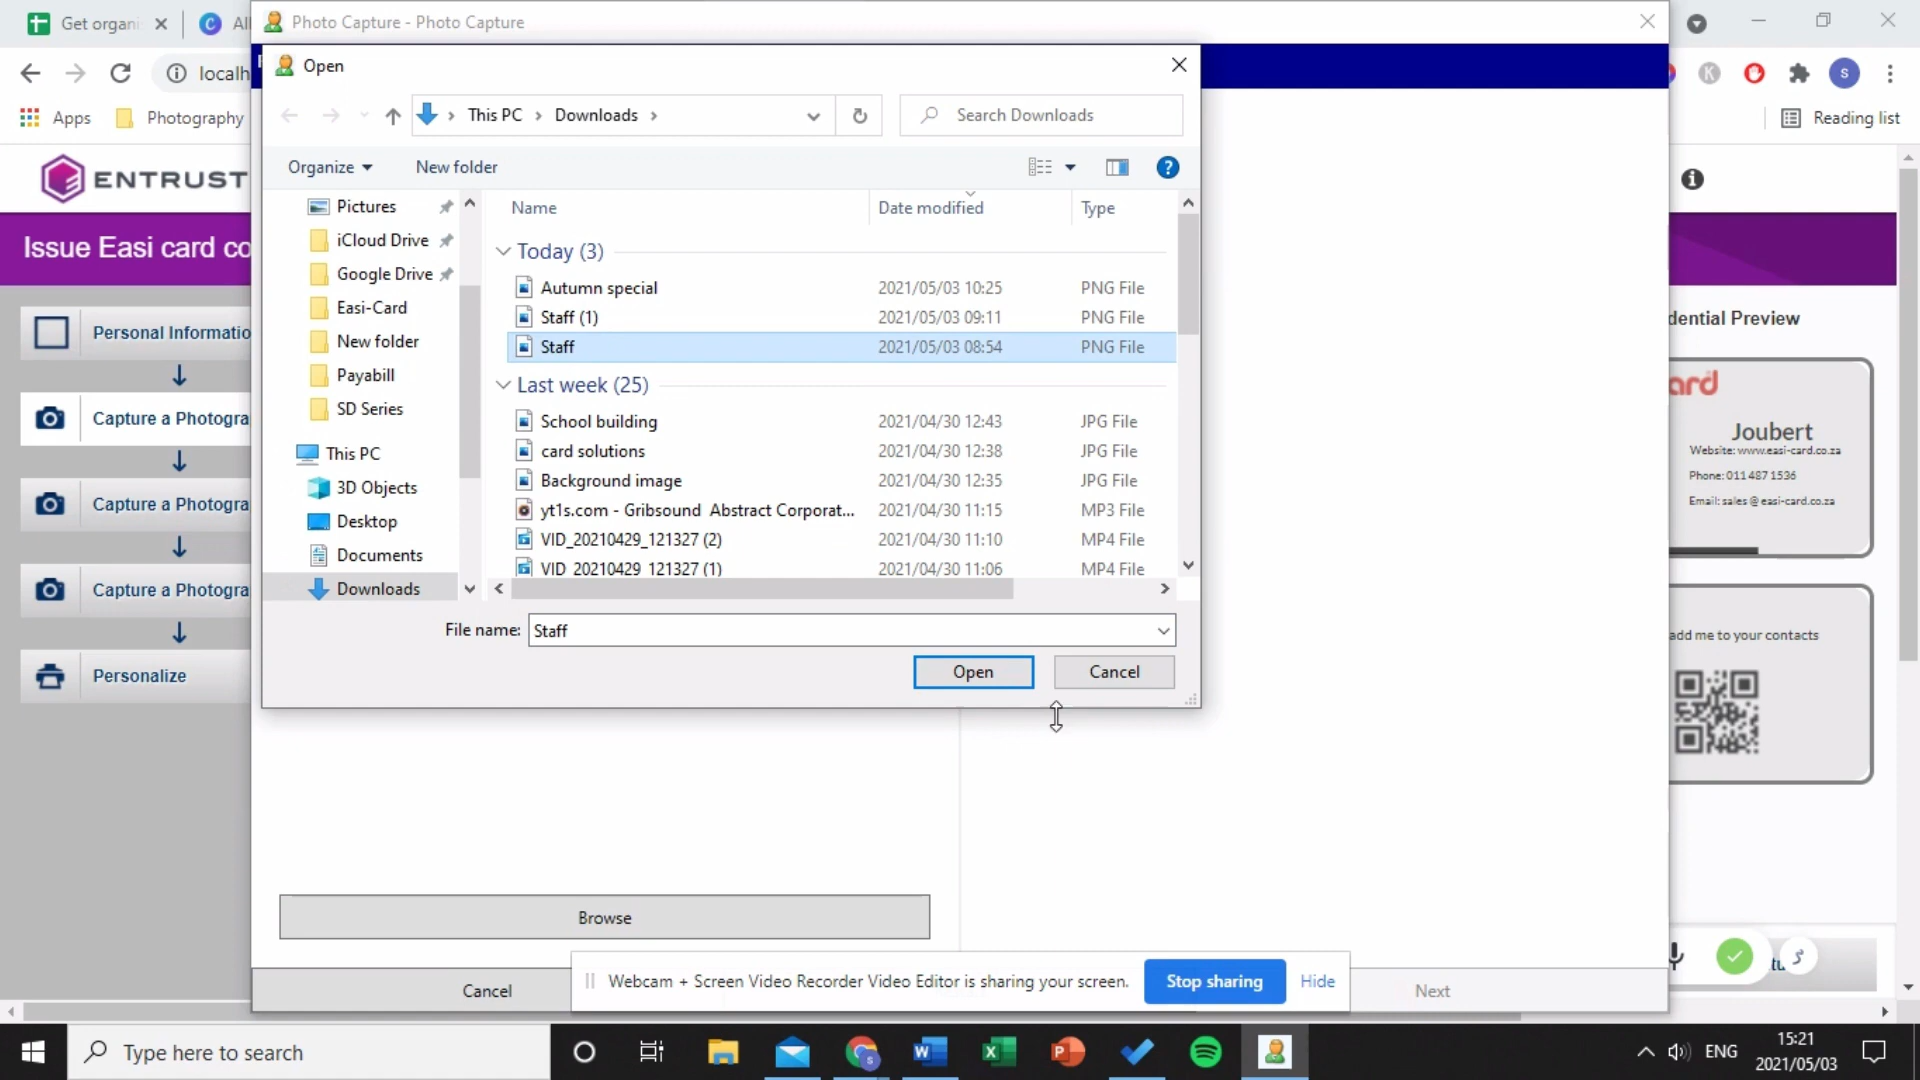 Get organi
All
Photo Capture - Photo Capture
Open
localh
S
K
This PC
Downloads
Search Downloads
Apps
Photography
Reading list
Organize
New folder
ENTRUST
Name
Date modified
Type
Pictures
iCloud Drive
Google Drive
Easi-Card
New folder
Payabill
SD Series
This PC
3D Objects
Desktop
Documents
Downloads
Today (3)
Autumn special 2021/05/03 10:25 PNG File
Staff (1) 2021/05/03 09:11 PNG File
Staff 2021/05/03 08:54 PNG File
Last week (25)
School building 2021/04/30 12:43 JPG File
card solutions 2021/04/30 12:38 JPG File
Background image 2021/04/30 12:35 JPG File
yt1s.com - Gribsound Abstract Corporat... 2021/04/30 11:15 MP3 File
VID_20210429_121327 (2) 2021/04/30 11:10 MP4 File
VID_20210429_121327 (1) 2021/04/30 11:06 MP4 File
File name: Staff
Open
Cancel
Issue Easi card co
Personal Informatio
Capture a Photogra
Capture a Photogra
Capture a Photogra
Personalize
dential Preview
ard
Joubert
Website: www.easi-card.co.za
Phone: 011 487 1536
Email: sales @ easi-card.co.za
add me to your contacts
Browse
Cancel
Webcam + Screen Video Recorder Video Editor is sharing your screen.
Stop sharing
Hide
Next
Type here to search
ENG
15:21
2021/05/03